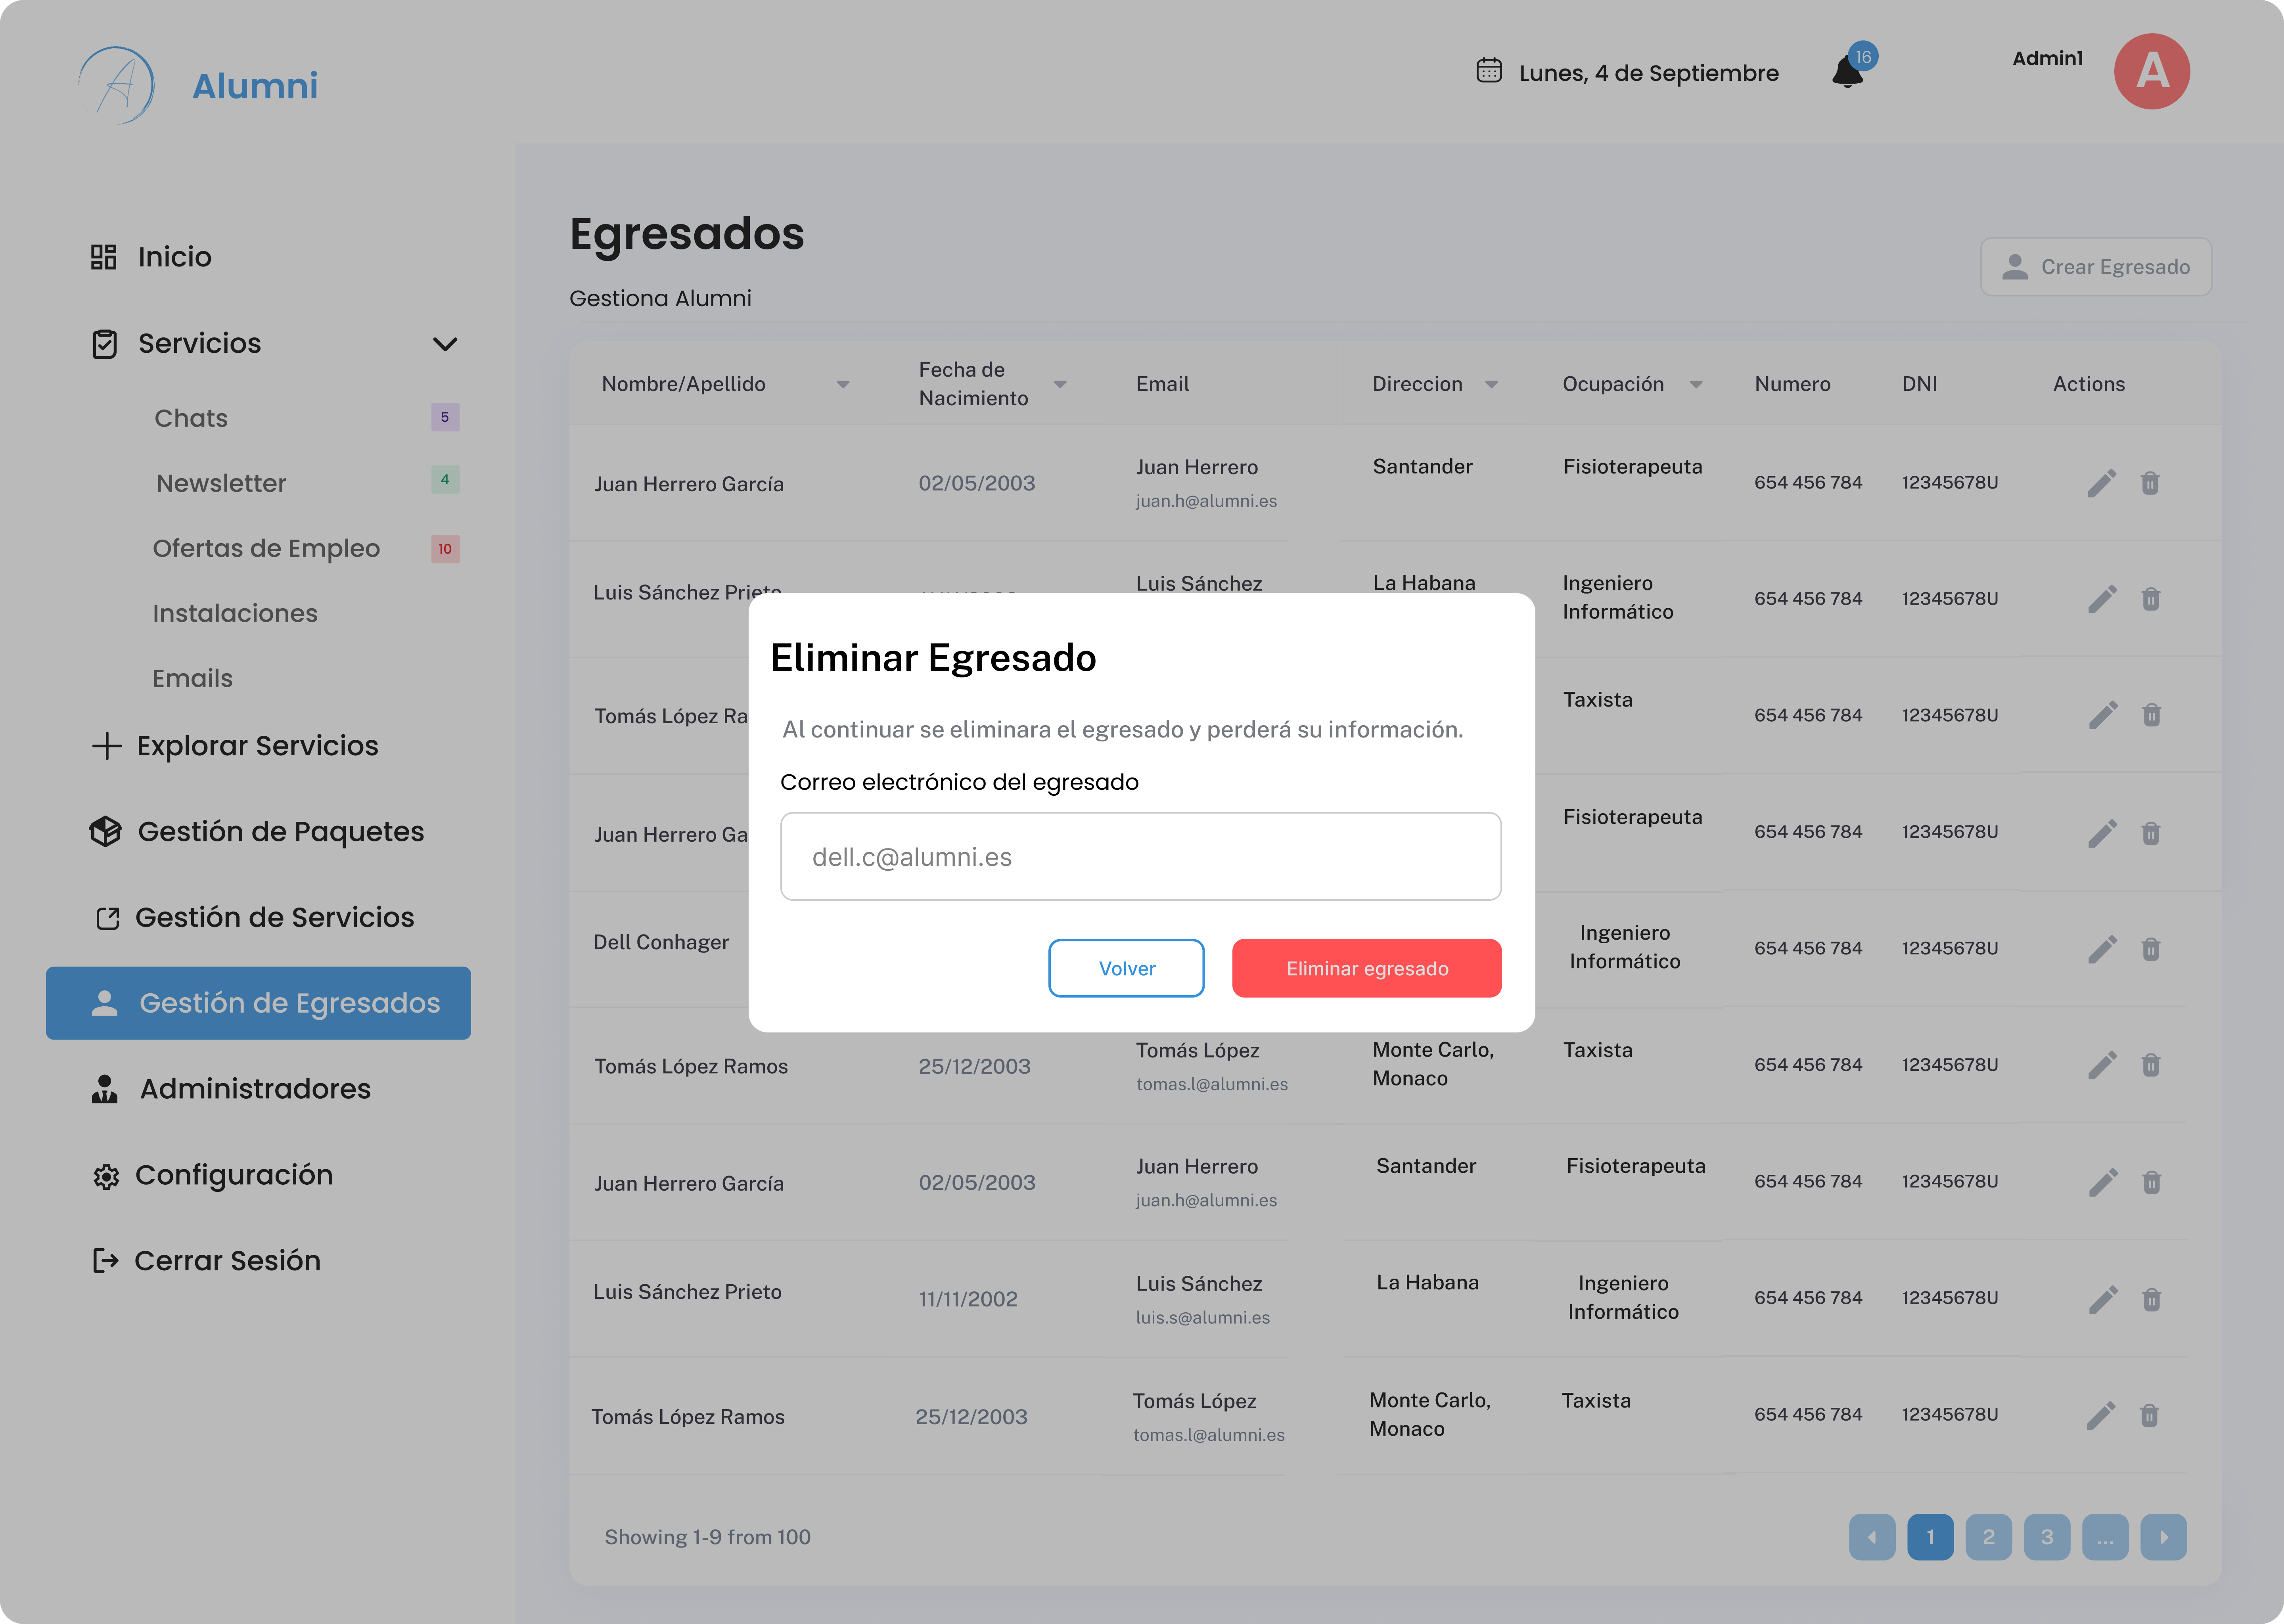 Alumni
Lunes, 4 de Septiembre
16
Admin1
A
Inicio
Servicios
Chats
5
Newsletter
4
Ofertas de Empleo
10
Instalaciones
Emails
Explorar Servicios
Gestión de Paquetes
Gestión de Servicios
Gestión de Egresados
Administradores
Configuración
Cerrar Sesión
Egresados
Gestiona Alumni
Crear Egresado
Nombre/Apellido
Fecha de
Nacimiento
Email
Direccion
Ocupación
Numero
DNI
Actions
Juan Herrero García
02/05/2003
Juan Herrero
juan.h@alumni.es
Santander
Fisioterapeuta
654 456 784
12345678U
Luis Sánchez Prieto
Luis Sánchez
La Habana
Ingeniero
Informático
654 456 784
12345678U
Tomás López Ra
Taxista
654 456 784
12345678U
Juan Herrero Ga
Fisioterapeuta
654 456 784
12345678U
Dell Conhager
Ingeniero
Informático
654 456 784
12345678U
Eliminar Egresado
Al continuar se eliminara el egresado y perderá su información.
Correo electrónico del egresado
dell.c@alumni.es
Volver
Eliminar egresado
Tomás López Ramos
25/12/2003
Tomás López
tomas.l@alumni.es
Monte Carlo,
Monaco
Taxista
654 456 784
12345678U
Juan Herrero García
02/05/2003
Juan Herrero
juan.h@alumni.es
Santander
Fisioterapeuta
654 456 784
12345678U
Luis Sánchez Prieto
11/11/2002
Luis Sánchez
luis.s@alumni.es
La Habana
Ingeniero
Informático
654 456 784
12345678U
Tomás López Ramos
25/12/2003
Tomás López
tomas.l@alumni.es
Monte Carlo,
Monaco
Taxista
654 456 784
12345678U
Showing 1-9 from 100
1
2
3
...